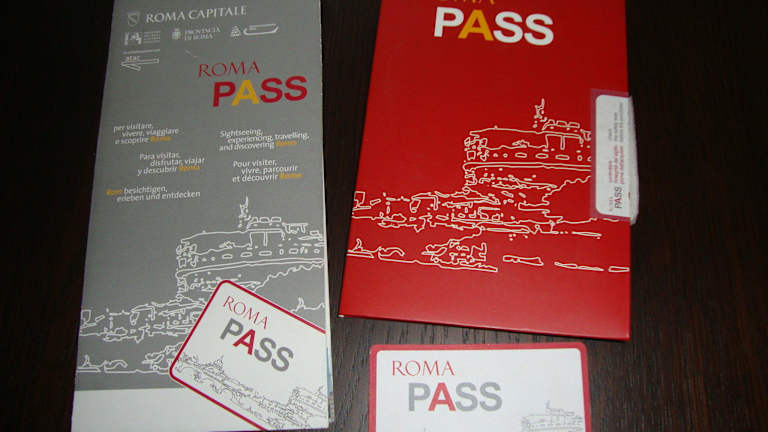 ROMA CAPITALE
PROVINCIA
DI ROMA
atac
ROMA
PASS
per visitare,
vivere, viaggiare
e scoprire Roma
Sightseeing,
experiencing, travelling,
and discovering Rome
Para visitar,
disfrutar, viajar
y descubrir Roma
Pour visiter,
vivre, parcourir
et découvrir Rome
Rom besichtigen,
erleben und entdecken
ROMA
PASS
ROMA
PASS
PASS
ROMA
PASS